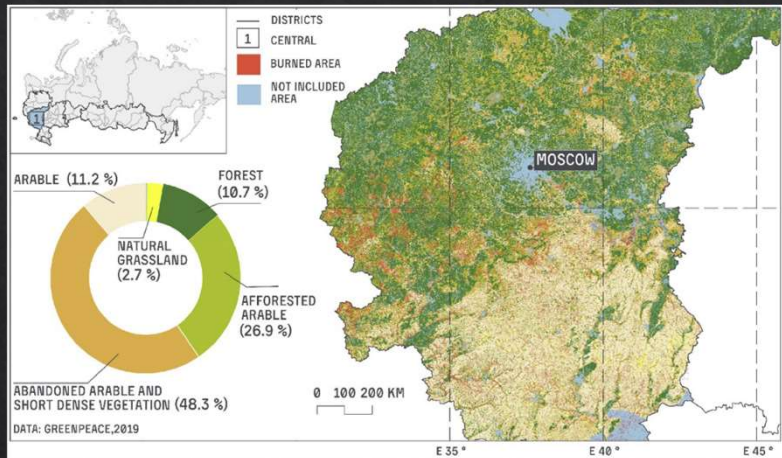 DISTRICTS
1
CENTRAL
BURNED AREA
NOT INCLUDED
AREA
1
MOSCOW
ARABLE (11.2 %)
FOREST
(10.7 %)
NATURAL
GRASSLAND
(2.7 %)
AFFORESTED
ARABLE
(26.9 %)
ABANDONED ARABLE AND
SHORT DENSE VEGETATION (48.3 %)
0 100 200 KM
DATA: GREENPEACE,2019
E 35°
E 40°
E 45°